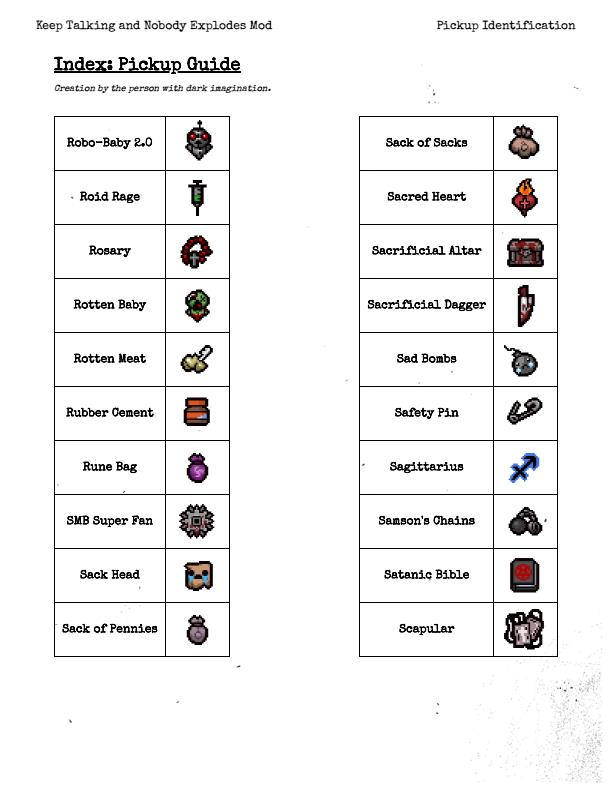 Keep Talking and Nobody Explodes Mod
Pickup Identification
Index: Pickup Guide
Creation by the person with dark imagination.
Robo-Baby 2.0
Roid Rage
Rosary
Rotten Baby
Rotten Meat
Rubber Cement
Rune Bag
SMB Super Fan
Sack Head
Sack of Pennies
Sack of Sacks
Sacred Heart
Sacrificial Altar
Sacrificial Dagger
Sad Bombs
Safety Pin
Sagittarius
Samson's Chains
Satanic Bible
Scapular